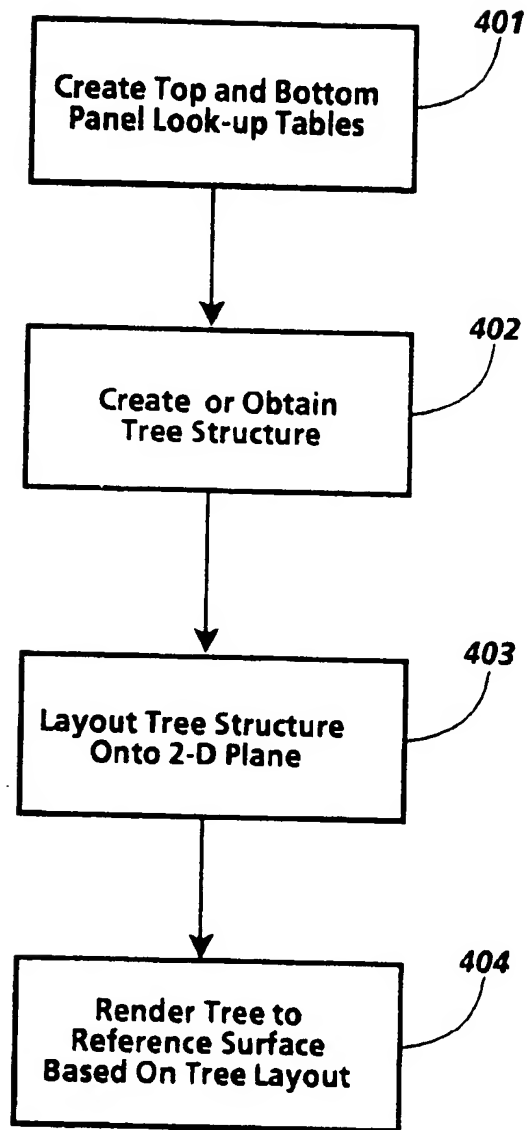 401
Create Top and Bottom
Panel Look-up Tables
402
Create or Obtain
Tree Structure
403
Layout Tree Structure
Onto 2-D Plane
404
Render Tree to
Reference Surface
Based On Tree Layout